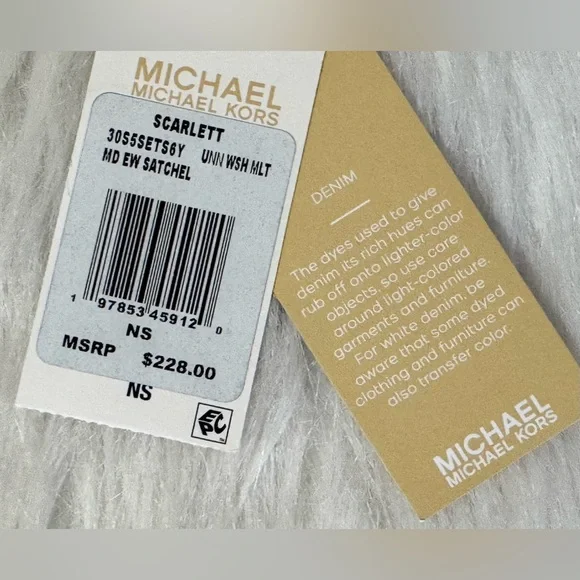 MICHAEL
MICHAEL KORS
SCARLETT
30S5SETS6Y UNN WSH MLT
MD EW SATCHEL
1 97853 45912 0
NS
MSRP $228.00
NS
EPC
DENIM
The dyes used to give
denim its rich hues can
rub off onto lighter-color
objects, so use care
around light-colored
garments and furniture.
For white denim, be
aware that some dyed
clothing and furniture can
also transfer color.
MICHAEL
MICHAEL KORS